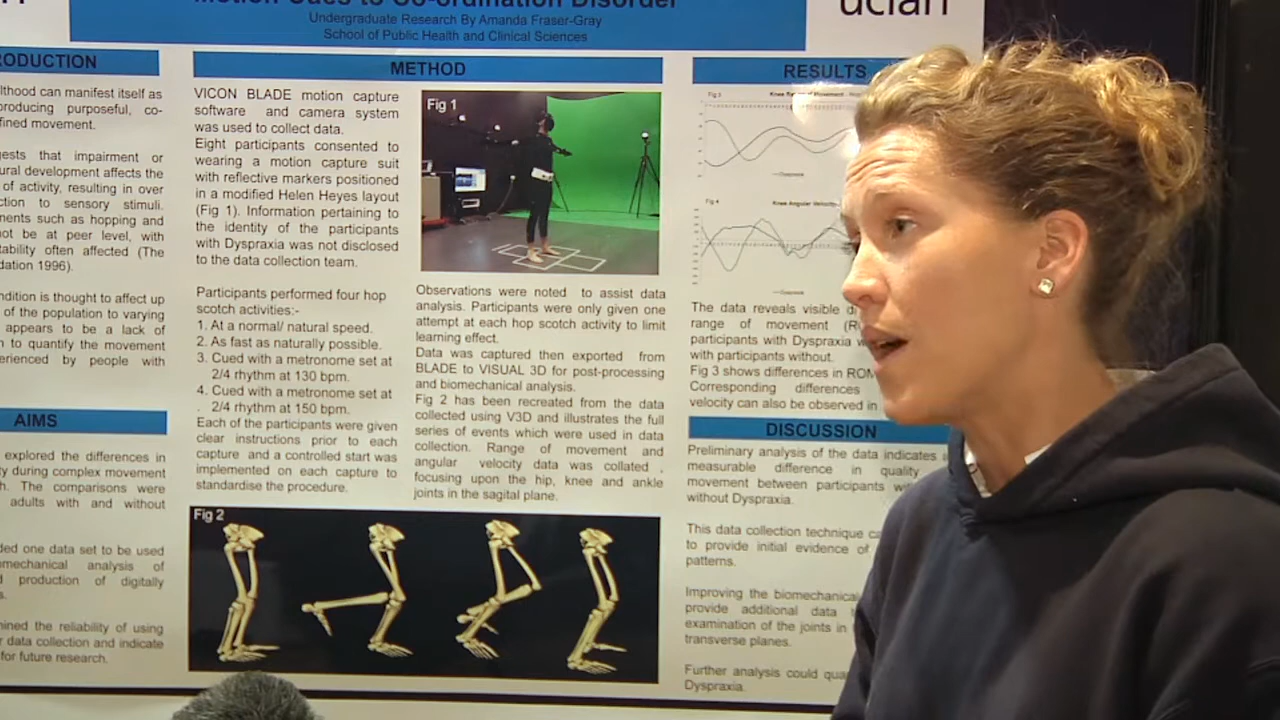 Motion Cues to Co-ordination Disorder
Undergraduate Research By Amanda Fraser-Gray
School of Public Health and Clinical Sciences
uclan
RODUCTION
lthood can manifest itself as
producing purposeful, co-
fined movement.
gests that impairment or
ural development affects the
of activity, resulting in over
ction to sensory stimuli.
nents such as hopping and
not be at peer level, with
tability often affected (The
dation 1996).
ndition is thought to affect up
of the population to varying
appears to be a lack of
n to quantify the movement
erienced by people with
AIMS
explored the differences in
ty during complex movement
h. The comparisons were
adults with and without
ded one data set to be used
omechanical analysis of
d production of digitally
s.
mined the reliability of using
r data collection and indicate
for future research.
METHOD
VICON BLADE motion capture
software and camera system
was used to collect data.
Eight participants consented to
wearing a motion capture suit
with reflective markers positioned
in a modified Helen Heyes layout
(Fig 1). Information pertaining to
the identity of the participants
with Dyspraxia was not disclosed
to the data collection team.
Participants performed four hop
scotch activities:-
1. At a normal/ natural speed.
2. As fast as naturally possible.
3. Cued with a metronome set at
2/4 rhythm at 130 bpm.
4. Cued with a metronome set at
. 2/4 rhythm at 150 bpm.
Each of the participants were given
clear instructions prior to each
capture and a controlled start was
implemented on each capture to
standardise the procedure.
Fig 1
Observations were noted to assist data
analysis. Participants were only given one
attempt at each hop scotch activity to limit
learning effect.
Data was captured then exported from
BLADE to VISUAL 3D for post-processing
and biomechanical analysis.
Fig 2 has been recreated from the data
collected using V3D and illustrates the full
series of events which were used in data
collection. Range of movement and
angular velocity data was collated ,
focusing upon the hip, knee and ankle
joints in the sagital plane.
Fig 2
RESULTS
Fig 3
Fig 4
Knee Angular Velocity
The data reveals visible d
range of movement (R
participants with Dyspraxia w
with participants without.
Fig 3 shows differences in ROM
Corresponding differences
velocity can also be observed in
DISCUSSION
Preliminary analysis of the data indicates a
measurable difference in quality
movement between participants wi
without Dyspraxia.
This data collection technique ca
to provide initial evidence of
patterns.
Improving the biomechanical
provide additional data
examination of the joints in
transverse planes.
Further analysis could qua
Dyspraxia.